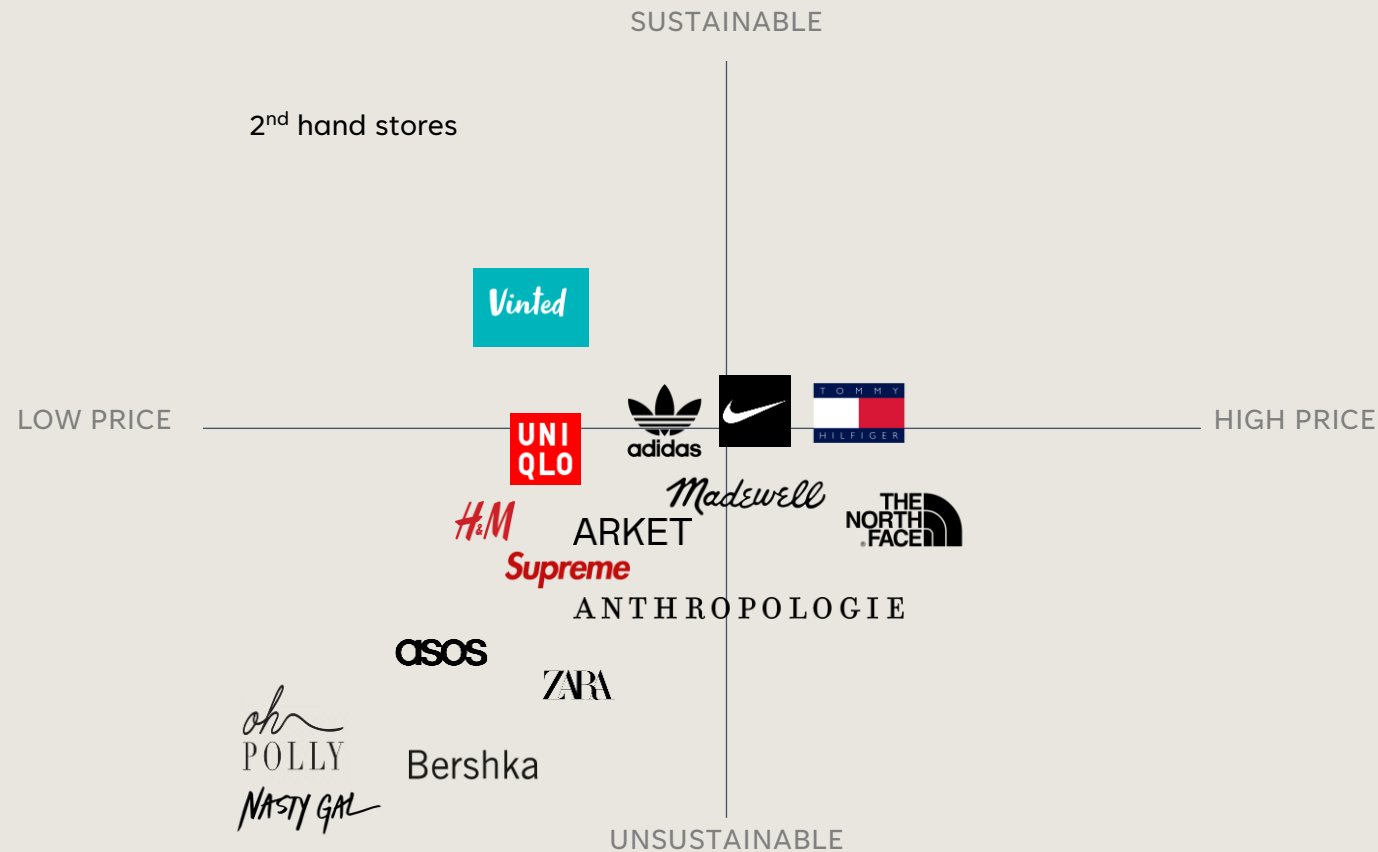 SUSTAINABLE
2nd hand stores
Vinted
TOMMY
LOW PRICE
HIGH PRICE
UNI
QLO
adidas
HILFIGER
Madewell
THE
NORTH
FACE
H&M
ARKET
Supreme
ANTHROPOLOGIE
asos
ZARA
oh
POLLY
Bershka
NASTY GAL
UNSUSTAINABLE